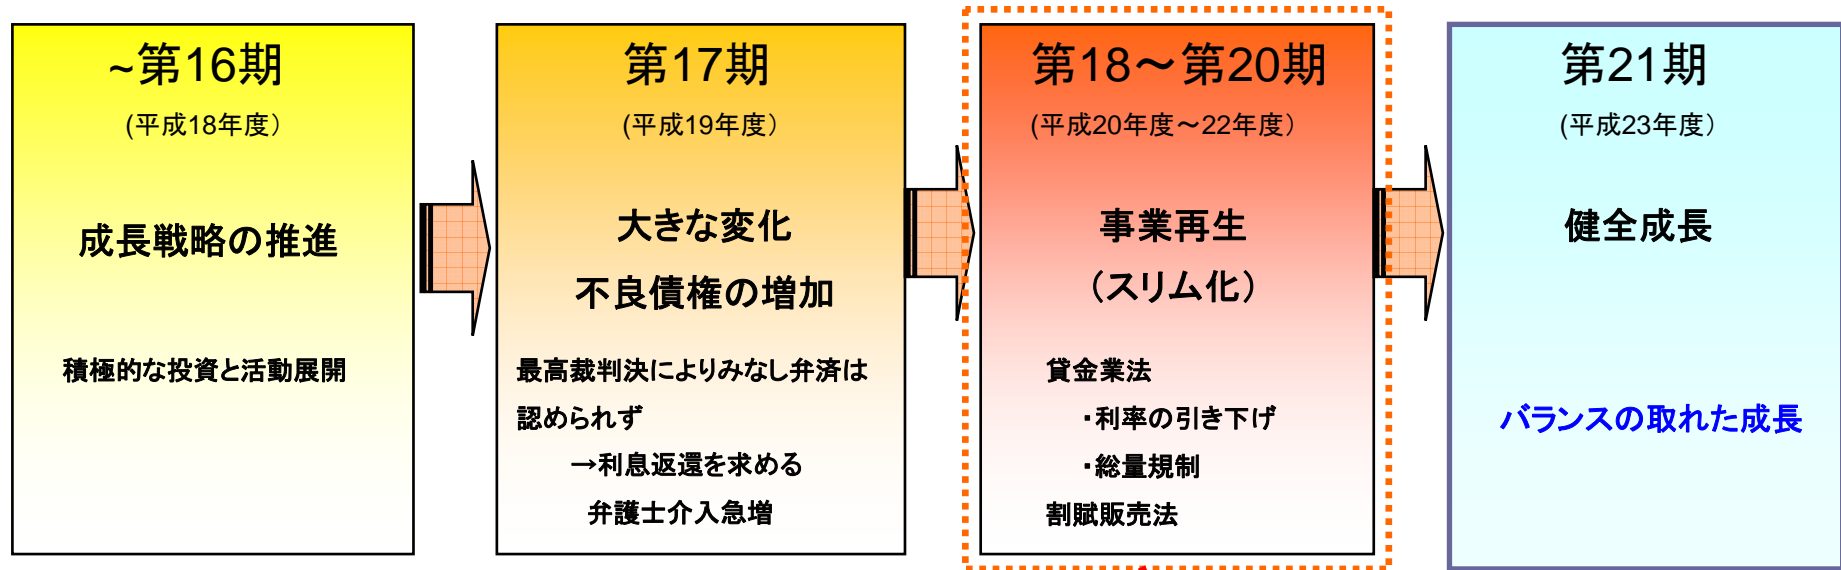 ~第16期
(平成18年度）
成長戦略の推進
積極的な投資と活動展開
第17期
(平成19年度）
大きな変化
不良債権の増加
最高裁判決によりみなし弁済は
認められず
→利息返還を求める
弁護士介入急増
第18～第20期
(平成20年度～22年度）
事業再生
（スリム化）
貸金業法
・利率の引き下げ
・総量規制
割賦販売法
第21期
(平成23年度）
健全成長
バランスの取れた成長